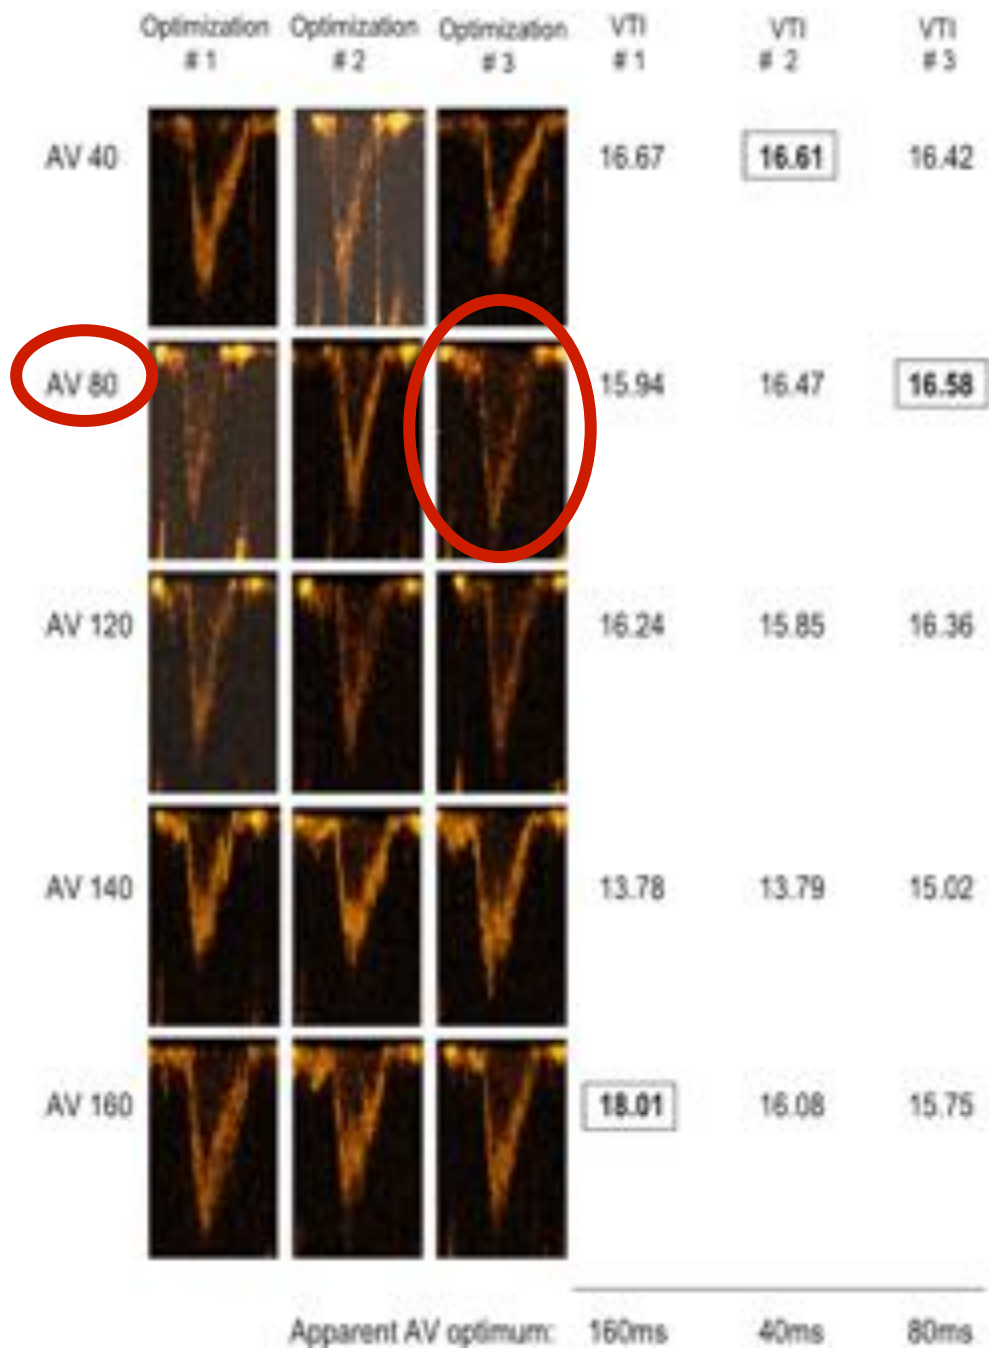 Optimization Optimization Optimization VTI VTI VTI
# 1 # 2 # 3 # 1 # 2 # 3
AV 40 16.67 16.61 16.42
AV 80 15.94 16.47 16.58
AV 120 16.24 15.85 16.36
AV 140 13.78 13.79 15.02
AV 160 18.01 16.08 15.75
Apparent AV optimum: 160ms 40ms 80ms